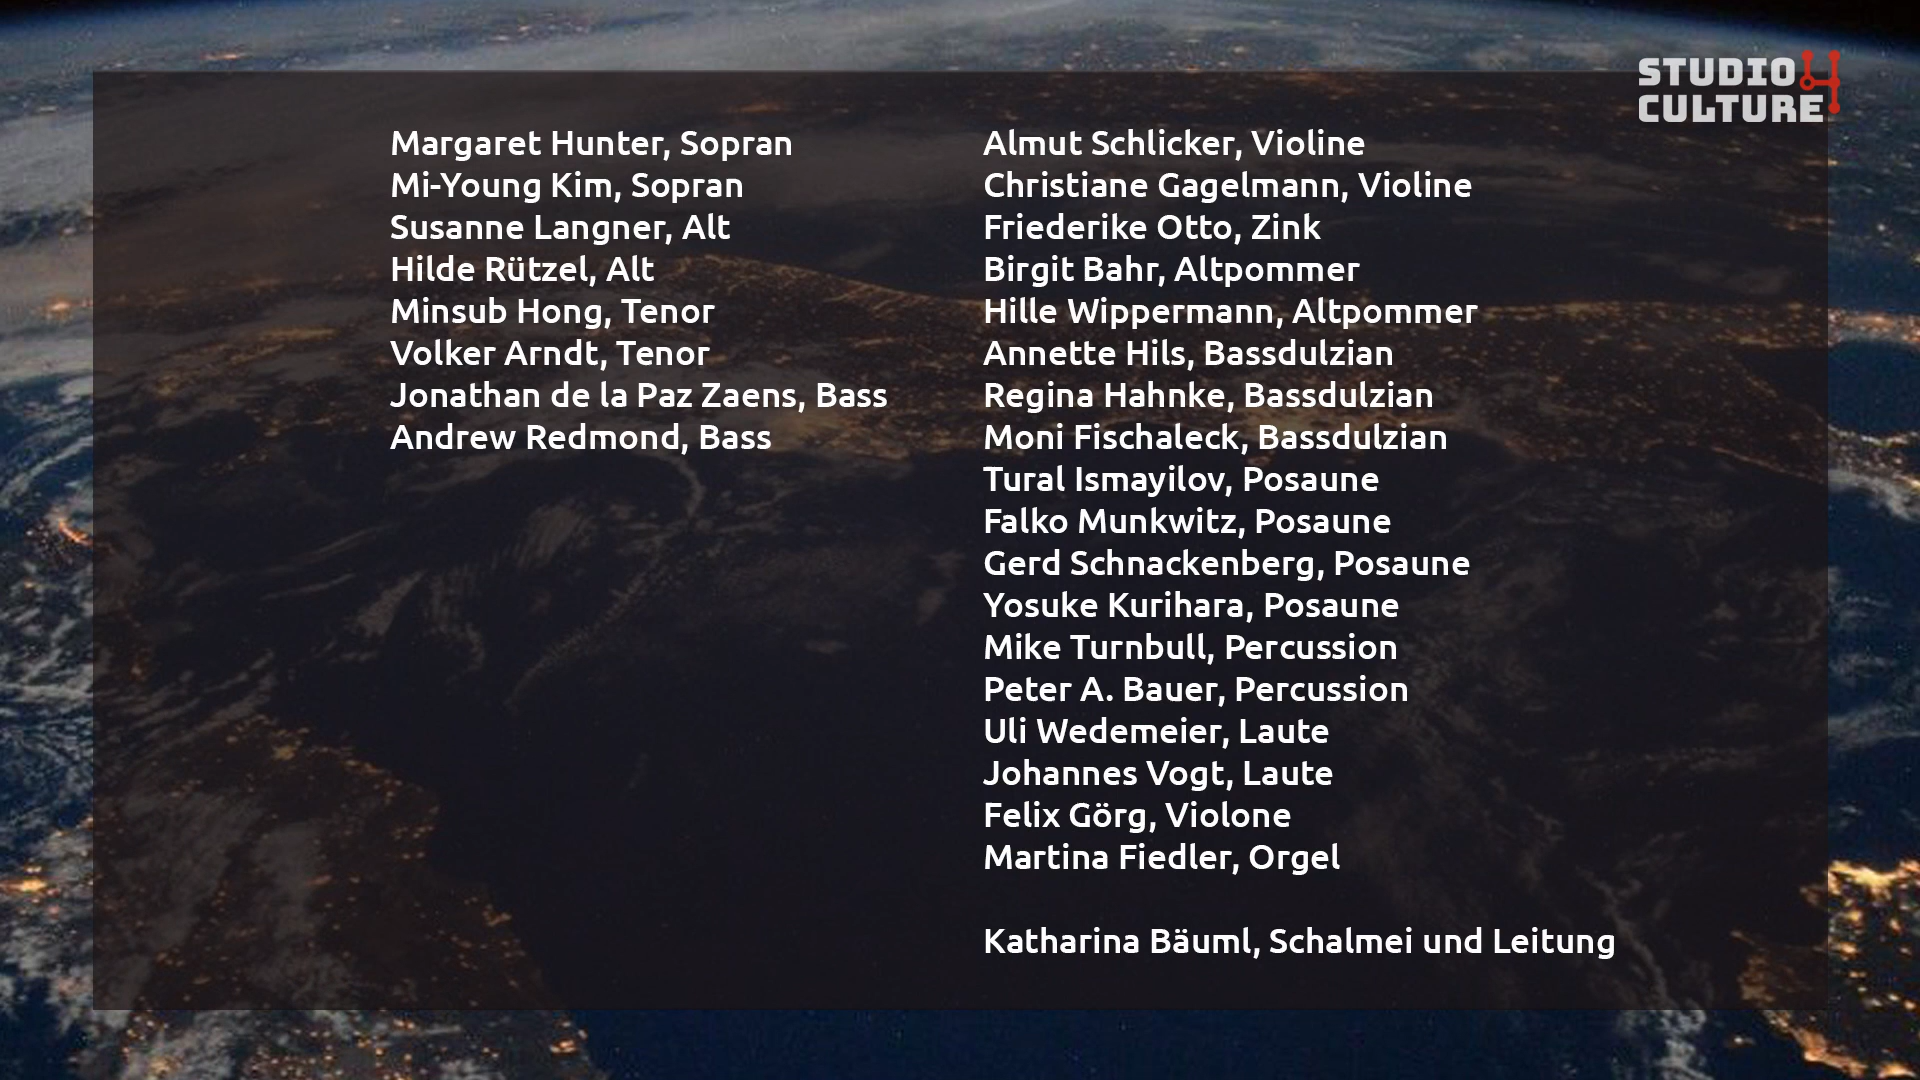 STUDIO4
CULTURE
Margaret Hunter, Sopran
Mi-Young Kim, Sopran
Susanne Langner, Alt
Hilde Rützel, Alt
Minsub Hong, Tenor
Volker Arndt, Tenor
Jonathan de la Paz Zaens, Bass
Andrew Redmond, Bass
Almut Schlicker, Violine
Christiane Gagelmann, Violine
Friederike Otto, Zink
Birgit Bahr, Altpommer
Hille Wippermann, Altpommer
Annette Hils, Bassdulzian
Regina Hahnke, Bassdulzian
Moni Fischaleck, Bassdulzian
Tural Ismayilov, Posaune
Falko Munkwitz, Posaune
Gerd Schnackenberg, Posaune
Yosuke Kurihara, Posaune
Mike Turnbull, Percussion
Peter A. Bauer, Percussion
Uli Wedemeier, Laute
Johannes Vogt, Laute
Felix Görg, Violone
Martina Fiedler, Orgel
Katharina Bäuml, Schalmei und Leitung